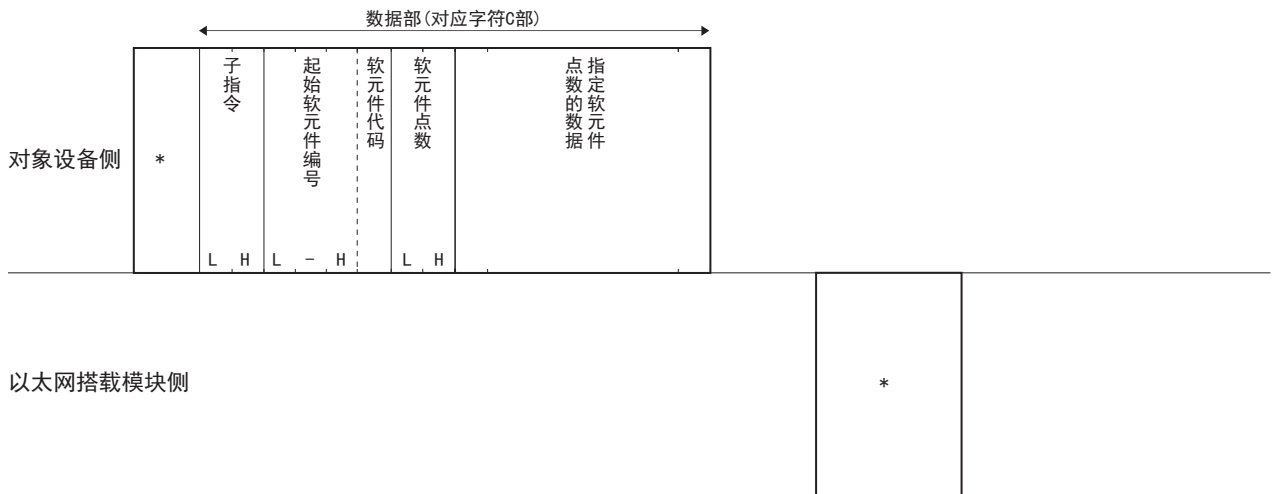 数据部(对应字符C部)
子指令
起始软元件编号
软元件代码
软元件点数
指定软元件
点数的数据
对象设备侧
*
L H L - H L H
以太网搭载模块侧
*